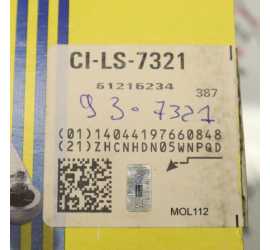 CI-LS-7321
61216234
387
93-7321
(01)14044197660848
(21)ZHCNHDN05WNPQD
MOL112